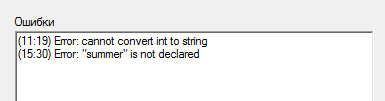 Ошибки
(11:19) Error: cannot convert int to string
(15:30) Error: "summer" is not declared